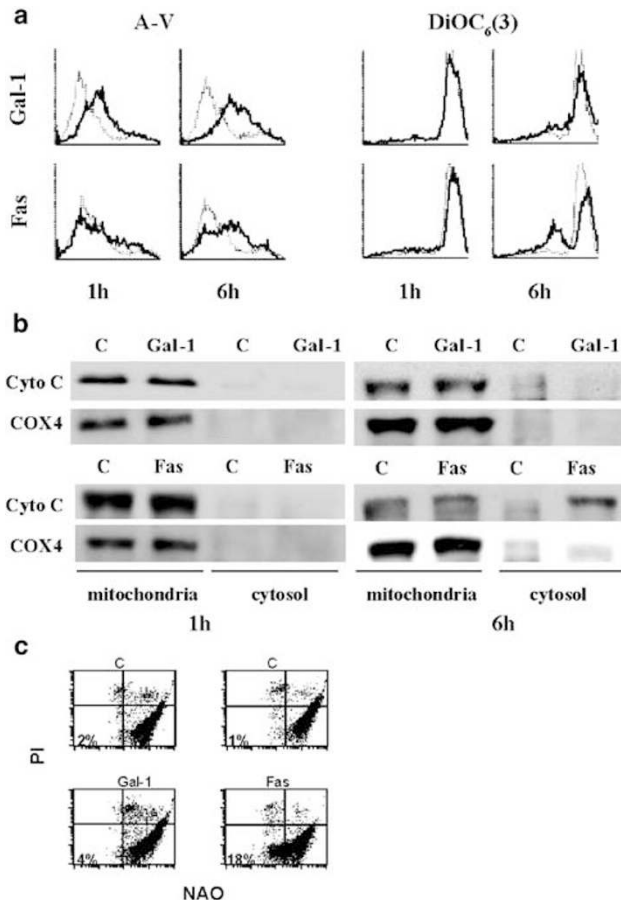 a
A-V DiOC6(3)
Gal-1
Fas
1h 6h 1h 6h
b
C Gal-1 C Gal-1 C Gal-1 C Gal-1
Cyto C
COX4
C Fas C Fas C Fas C Fas
Cyto C
COX4
mitochondria cytosol mitochondria cytosol
1h 6h
c
C C
2% 1%
PI
Gal-1 Fas
4% 18%
NAO